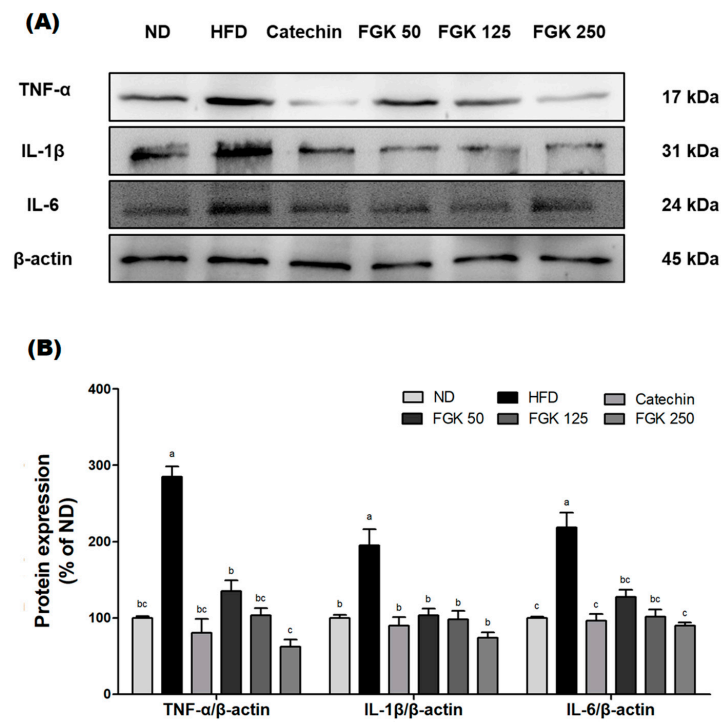 (A)
ND HFD Catechin FGK 50 FGK 125 FGK 250
TNF-α 17 kDa
IL-1β 31 kDa
IL-6 24 kDa
β-actin 45 kDa
(B)
Protein expression
(% of ND)
400
300
200
100
0
ND HFD Catechin
FGK 50 FGK 125 FGK 250
bc a bc b bc c
b a b b b b
c a c bc bc c
TNF-α/β-actin IL-1β/β-actin IL-6/β-actin